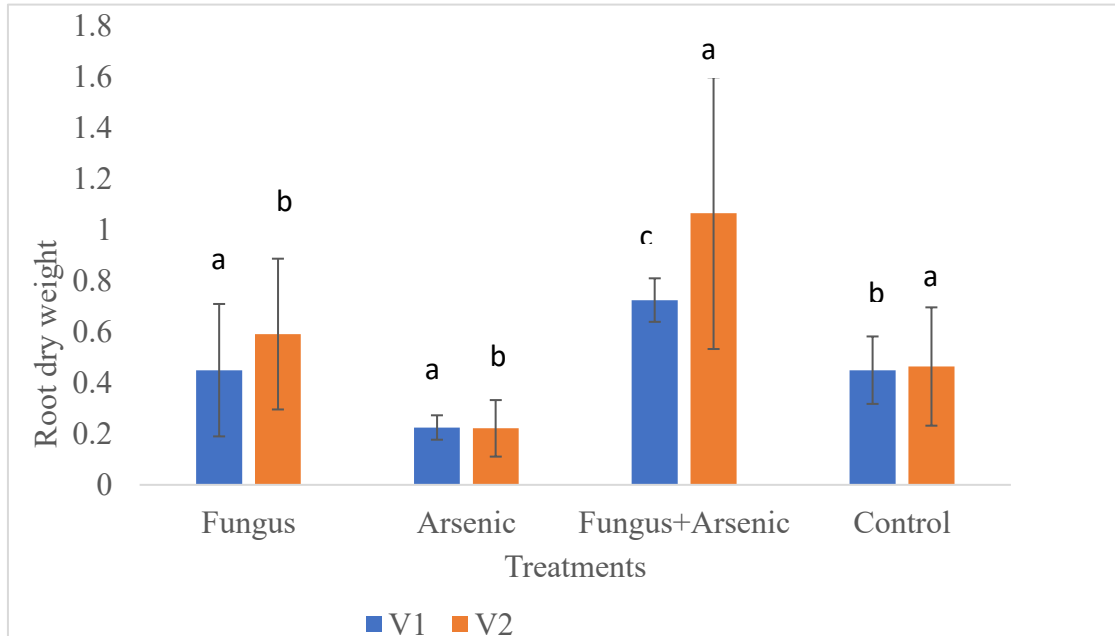 1.8
1.6
1.4
1.2
1
0.8
0.6
0.4
0.2
0
Root dry weight
a
b
a
b
c
a
b
a
Fungus Arsenic Fungus+Arsenic Control
Treatments
V1 V2